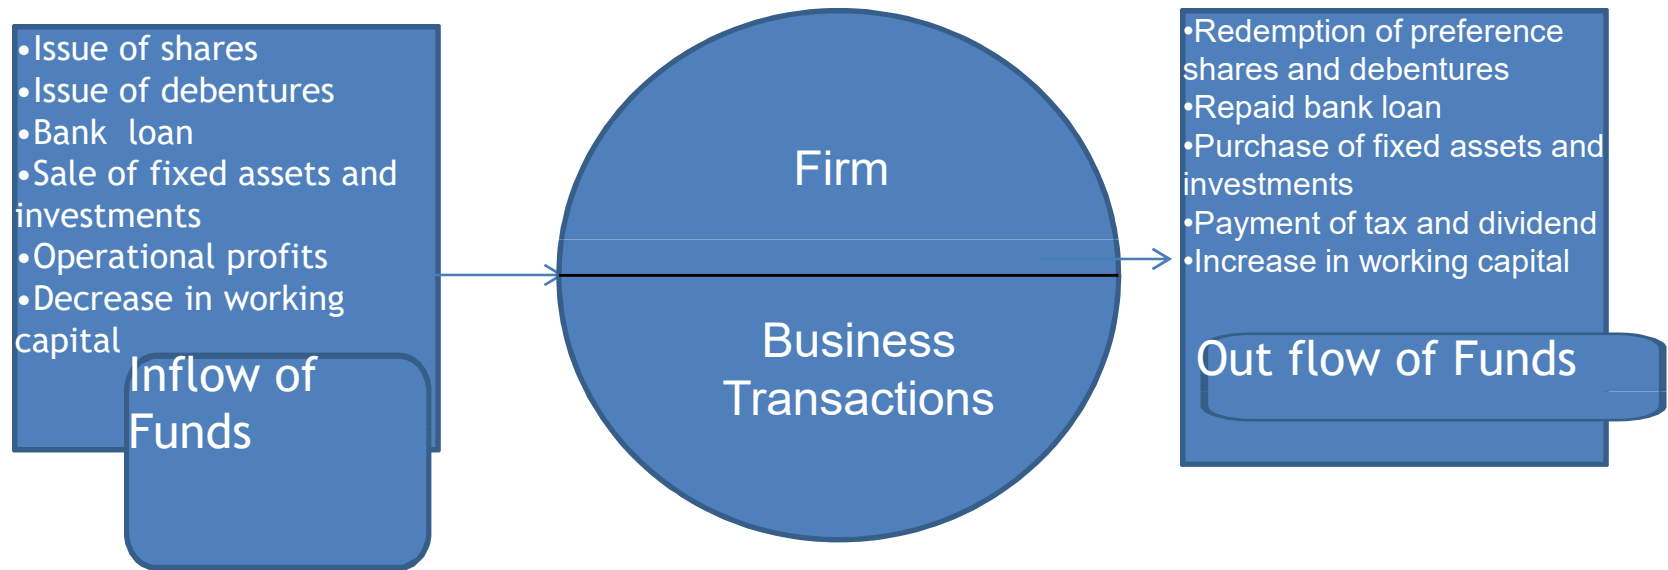 •Issue of shares
•Issue of debentures
•Bank  loan
•Sale of fixed assets and
investments
•Operational profits
•Decrease in working
capital
Inflow of
Funds
Firm
Business
Transactions
•Redemption of preference
shares and debentures
•Repaid bank loan
•Purchase of fixed assets and
investments
•Payment of tax and dividend
•Increase in working capital
Out flow of Funds